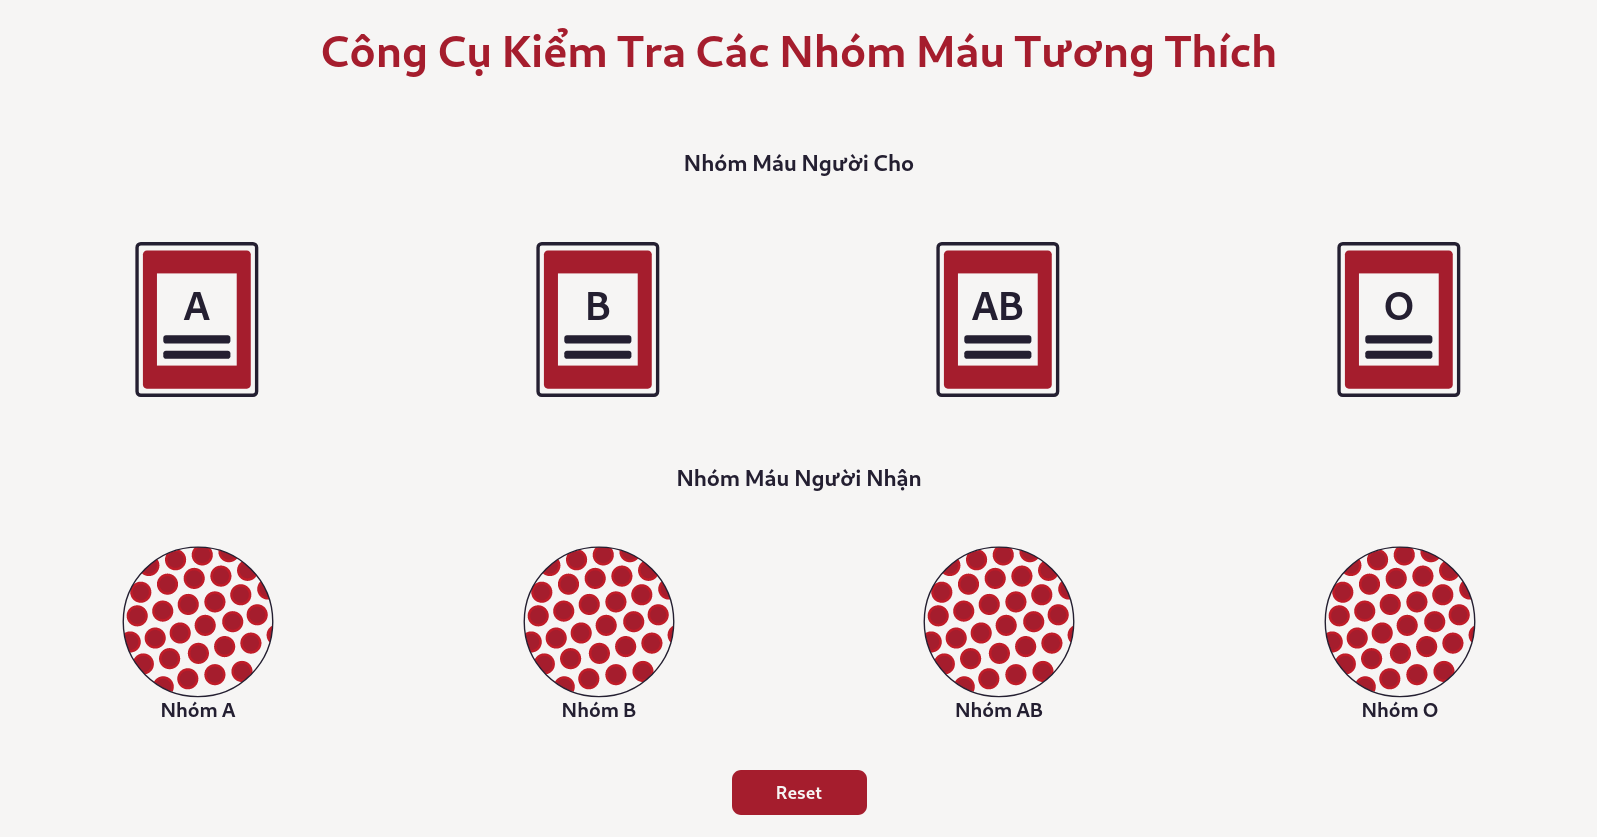 Công Cụ Kiểm Tra Các Nhóm Máu Tương Thích
Nhóm Máu Người Cho
A
B
AB
O
Nhóm Máu Người Nhận
Nhóm A
Nhóm B
Nhóm AB
Nhóm O
Reset